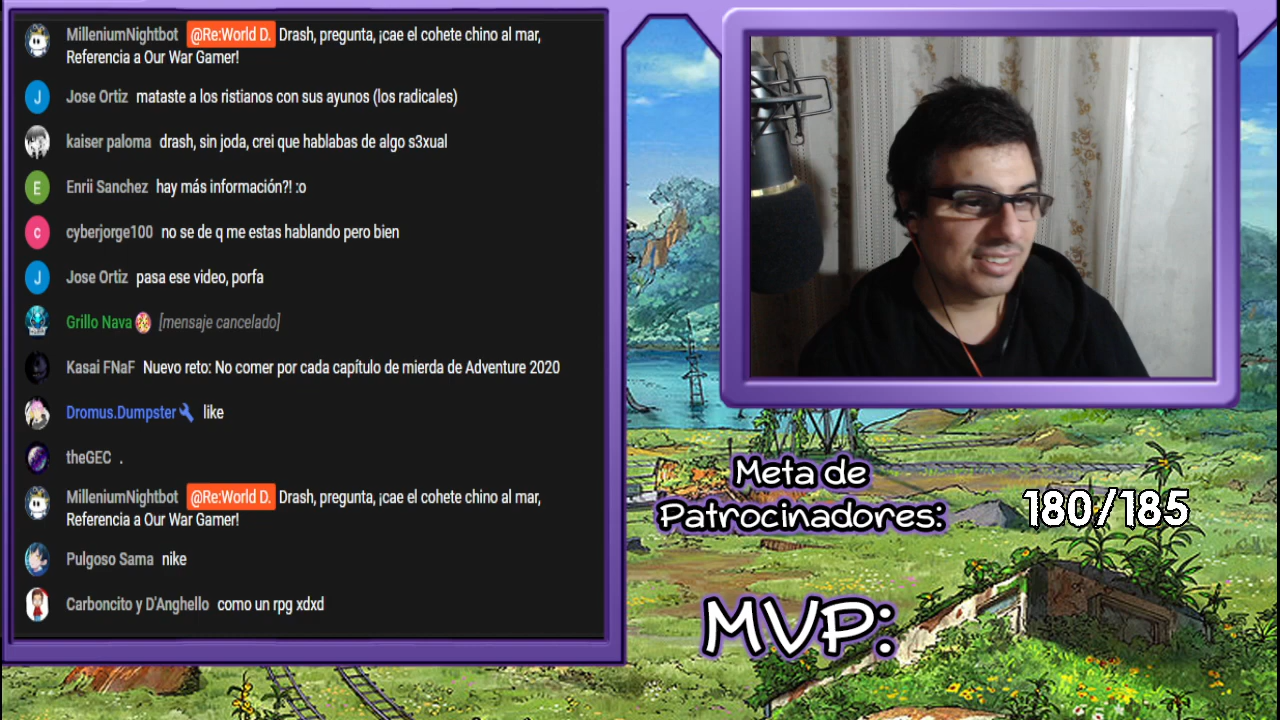 MilleniumNightbot @Re:World D. Drash, pregunta, ¡cae el cohete chino al mar,
Referencia a Our War Gamer!
J Jose Ortiz mataste a los ristianos con sus ayunos (los radicales)
kaiser paloma drash, sin joda, crei que hablabas de algo s3xual
E Enrii Sanchez hay más información?! :o
c cyberjorge100 no se de q me estas hablando pero bien
J Jose Ortiz pasa ese video, porfa
Grillo Nava [mensaje cancelado]
Kasai FNaF Nuevo reto: No comer por cada capítulo de mierda de Adventure 2020
Dromus.Dumpster like
theGEC .
MilleniumNightbot @Re:World D. Drash, pregunta, ¡cae el cohete chino al mar,
Referencia a Our War Gamer!
Pulgoso Sama nike
Carboncito y D'Anghello como un rpg xdxd
Meta de
Patrocinadores:
180/185
MVP: